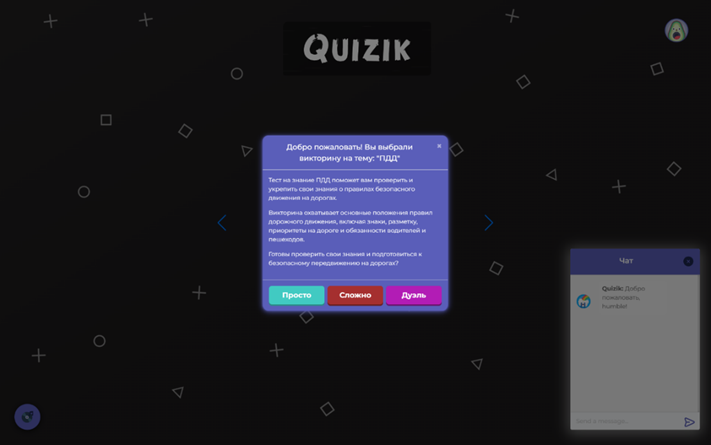 Quizik
Добро пожаловать! Вы выбрали
викторину на тему: "ПДД"
×
Тест на знание ПДД поможет вам проверить и
укрепить свои знания о правилах безопасного
движения на дорогах.
Викторина охватывает основные положения правил
дорожного движения, включая знаки, разметку,
приоритеты на дороге и обязанности водителей и
пешеходов.
Готовы проверить свои знания и подготовиться к
безопасному передвижению на дорогах?
Просто
Сложно
Дуэль
Чат
Quizik: Добро
пожаловать,
humbla!
Send a message...